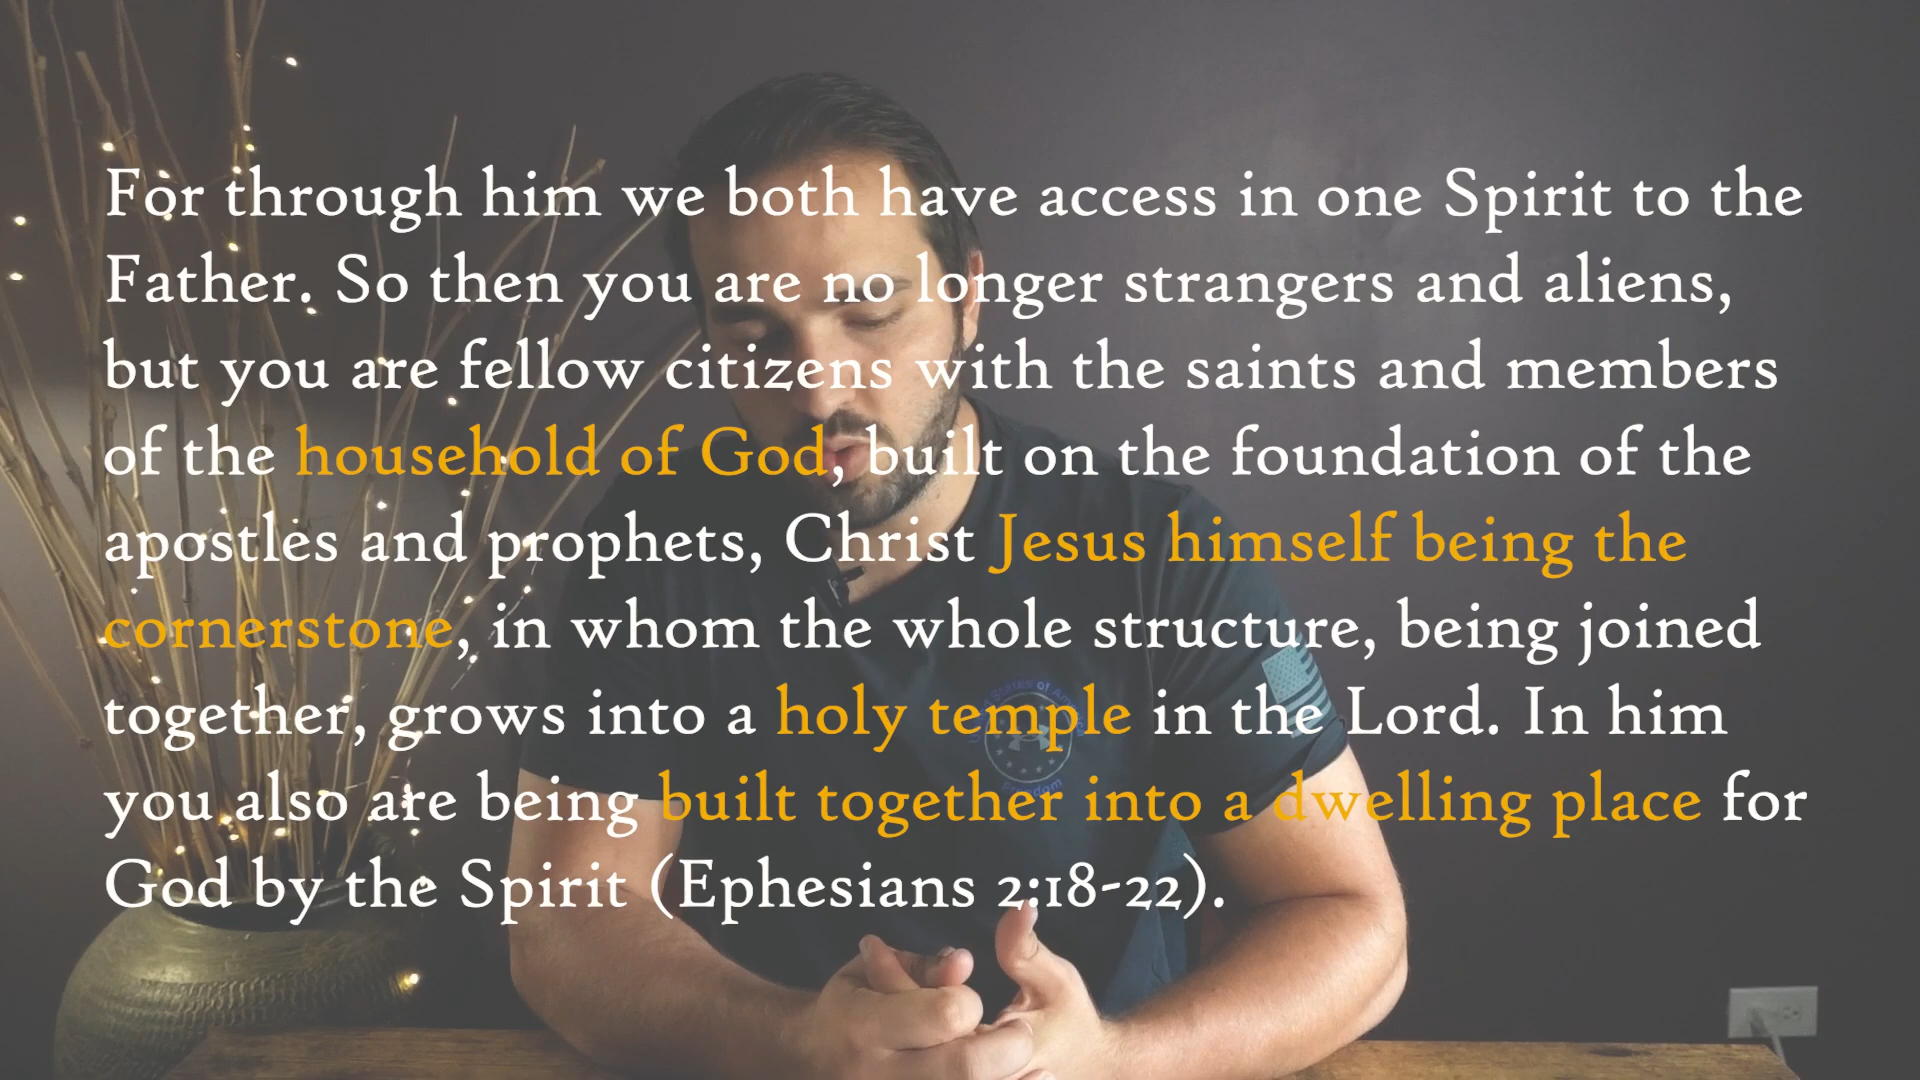 For through him we both have access in one Spirit to the
Father. So then you are no longer strangers and aliens,
but you are fellow citizens with the saints and members
of the household of God, built on the foundation of the
apostles and prophets, Christ Jesus himself being the
cornerstone, in whom the whole structure, being joined
together, grows into a holy temple in the Lord. In him
you also are being built together into a dwelling place for
God by the Spirit (Ephesians 2:18-22).
States of
Freedom